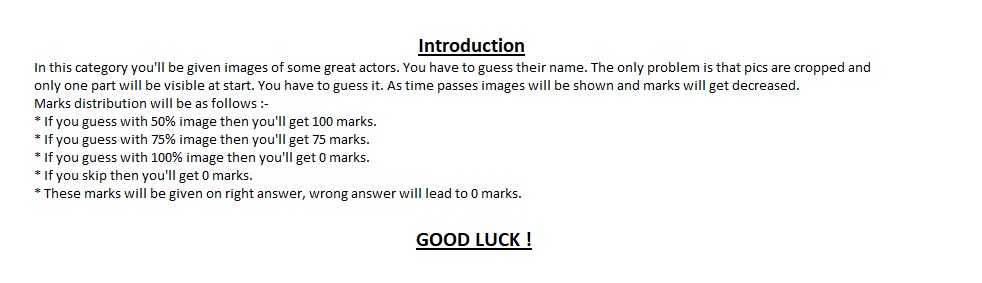 Introduction
In this category you'll be given images of some great actors. You have to guess their name. The only problem is that pics are cropped and
only one part will be visible at start. You have to guess it. As time passes images will be shown and marks will get decreased.
Marks distribution will be as follows :-
* If you guess with 50% image then you'll get 100 marks.
* If you guess with 75% image then you'll get 75 marks.
* If you guess with 100% image then you'll get 0 marks.
* If you skip then you'll get 0 marks.
* These marks will be given on right answer, wrong answer will lead to 0 marks.
GOOD LUCK !